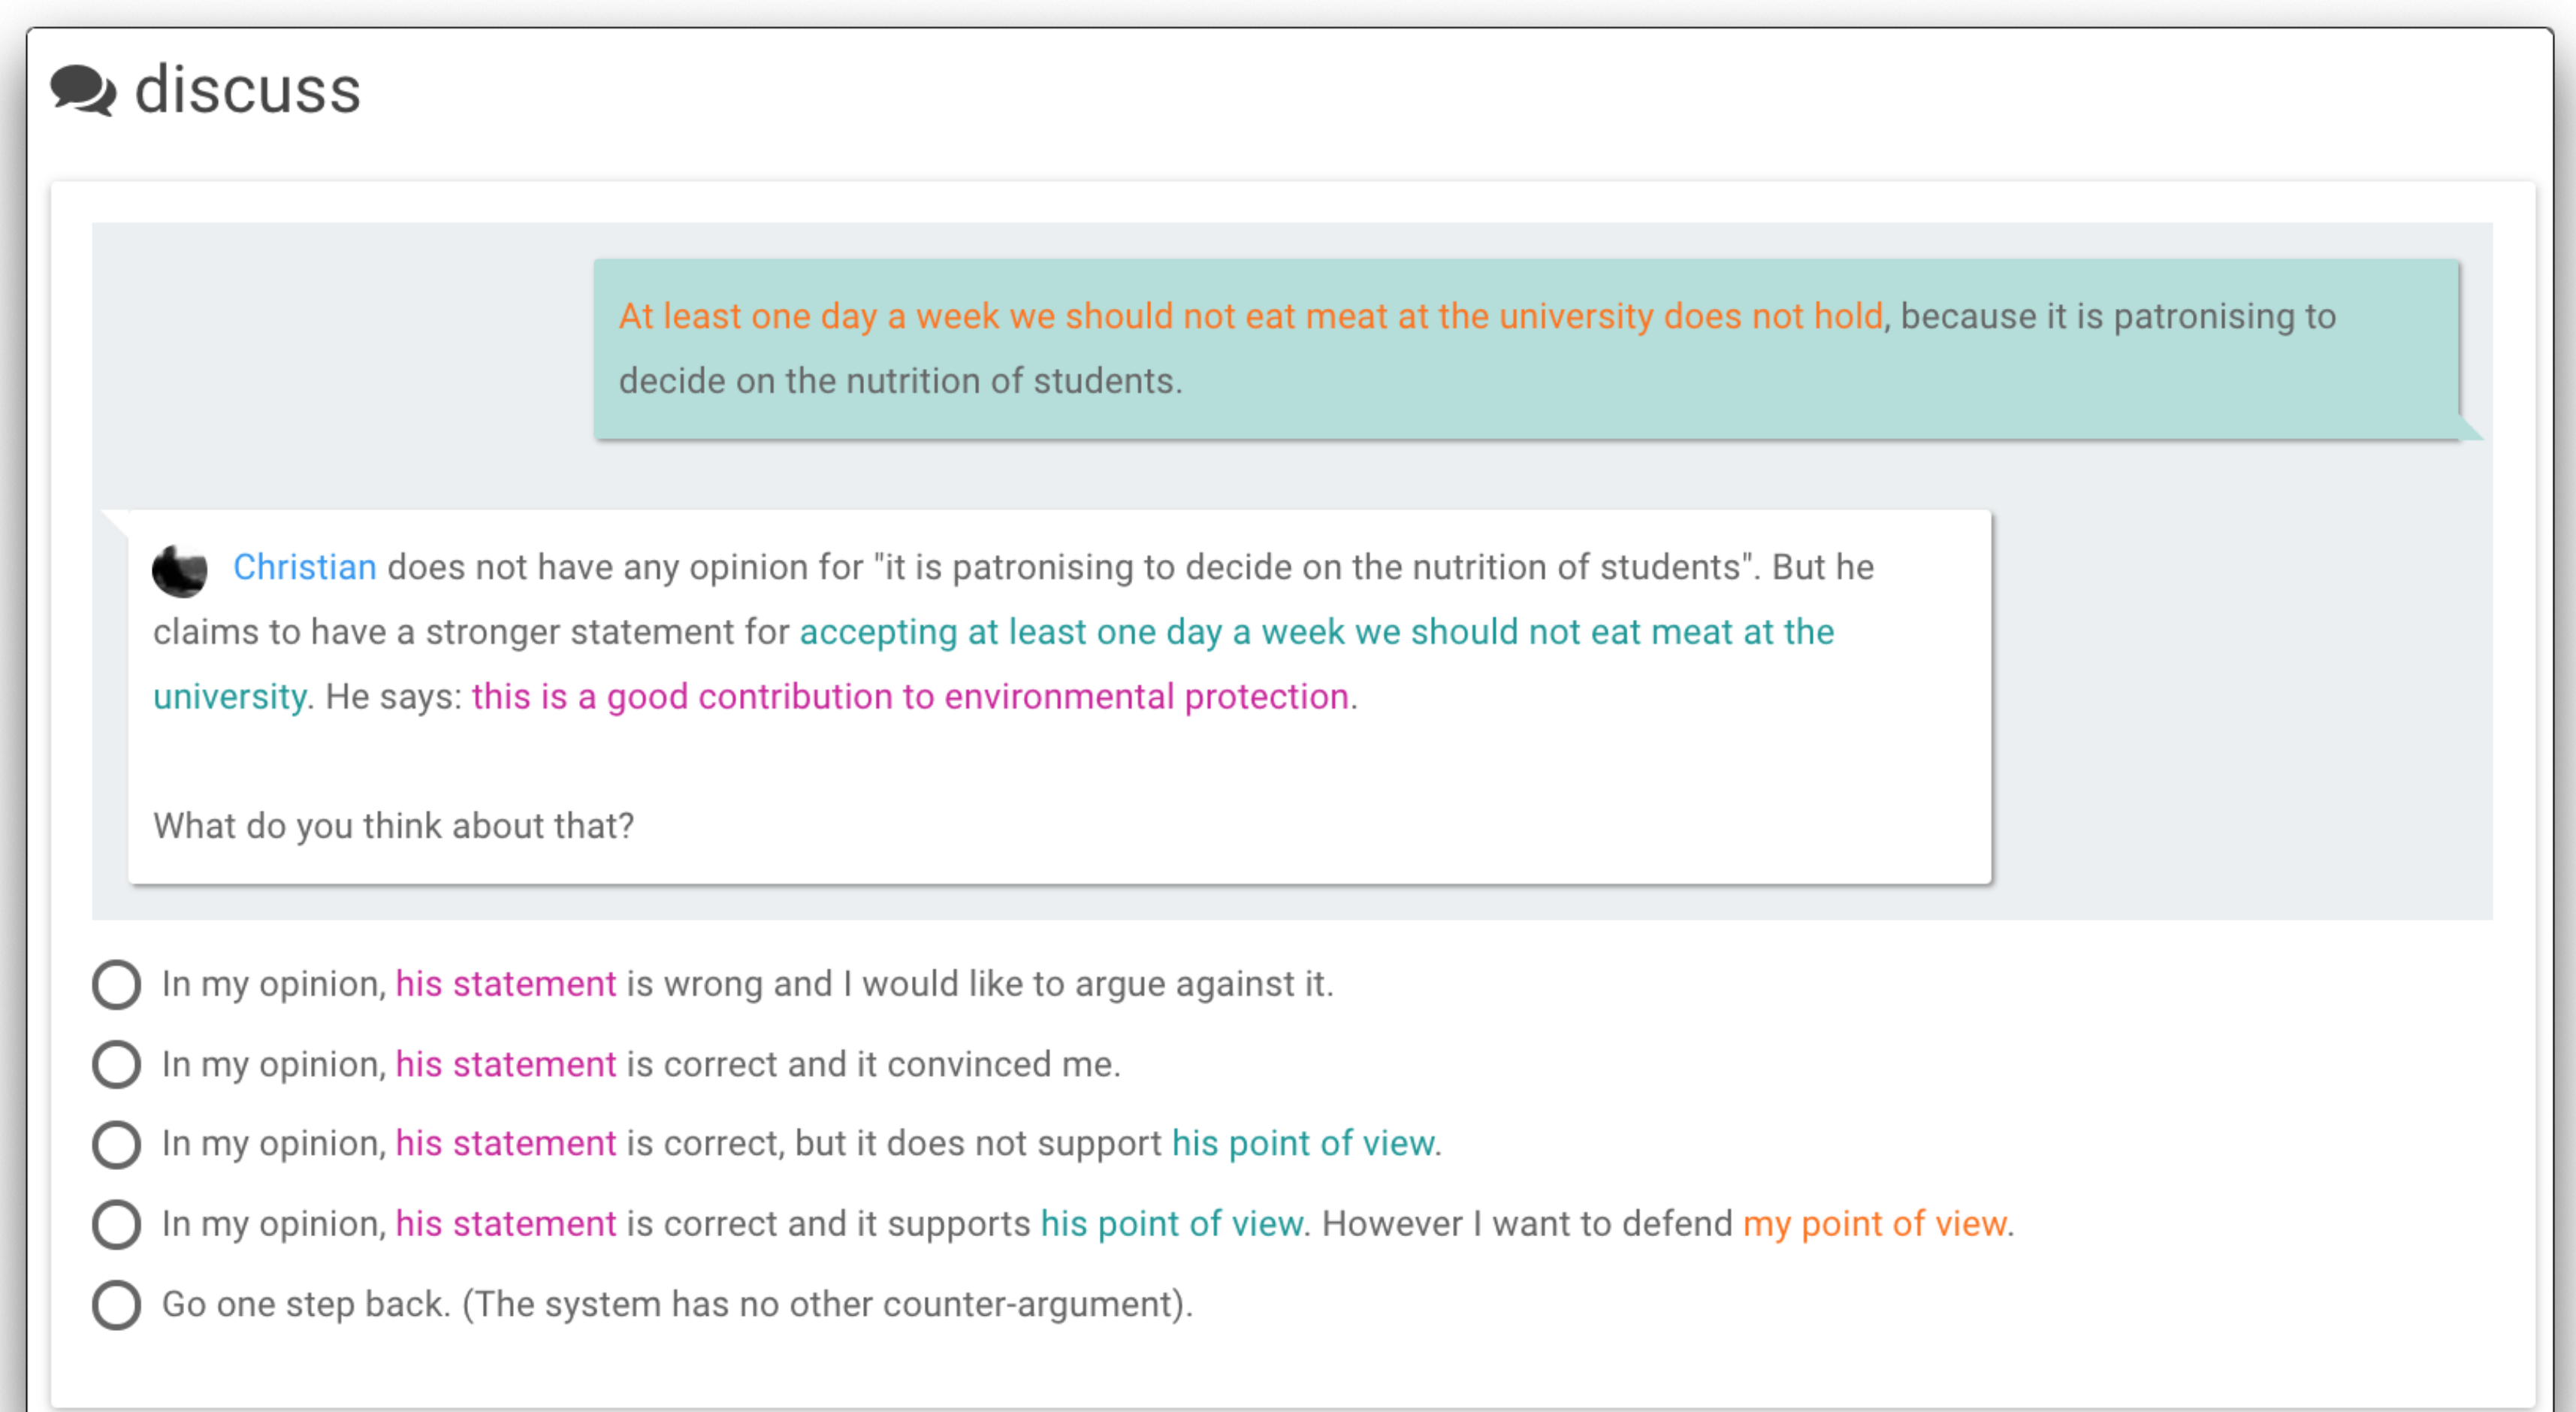 discuss
At least one day a week we should not eat meat at the university does not hold, because it is patronising to
decide on the nutrition of students.
Christian does not have any opinion for "it is patronising to decide on the nutrition of students". But he
claims to have a stronger statement for accepting at least one day a week we should not eat meat at the
university. He says: this is a good contribution to environmental protection.
What do you think about that?
In my opinion, his statement is wrong and I would like to argue against it.
In my opinion, his statement is correct and it convinced me.
In my opinion, his statement is correct, but it does not support his point of view.
In my opinion, his statement is correct and it supports his point of view. However I want to defend my point of view.
Go one step back. (The system has no other counter-argument).